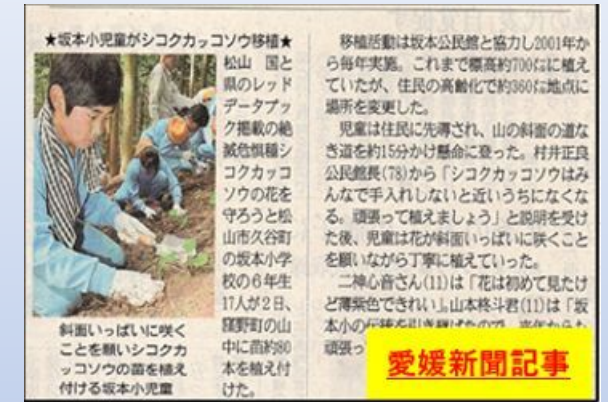 ★坂本小児童がシコクカッコソウ移植★
松山 国と
県のレッド
データブッ
ク掲載の絶
滅危惧種シ
コクカッコ
ソウの花を
守ろうと松
山市久谷町
の坂本小学
校の６年生
17人が２日、
窪野町の山
中に苗約80
本を植え付
けた。
斜面いっぱいに咲く
ことを願いシコクカ
ッコソウの苗を植え
付ける坂本小児童
移植活動は坂本公民館と協力し2001年か
ら毎年実施。これまで標高約700㍍に植え
ていたが、住民の高齢化で約360㍍地点に
場所を変更した。
児童は住民に先導され、山の斜面の道な
き道を約15分かけ懸命に登った。村井正良
公民館長(78)から「シコクカッコソウはみ
んなで手入れしないと近いうちになくな
る。頑張って植えましょう」と説明を受け
た後、児童は花が斜面いっぱいに咲くこと
を願いながら丁寧に植えていった。
二神心音さん(11)は「花は初めて見たけ
ど薄紫色できれい」。山本柊斗君(11)は「坂
本小の伝統を引き継げたので
頑張っ
愛媛新聞記事